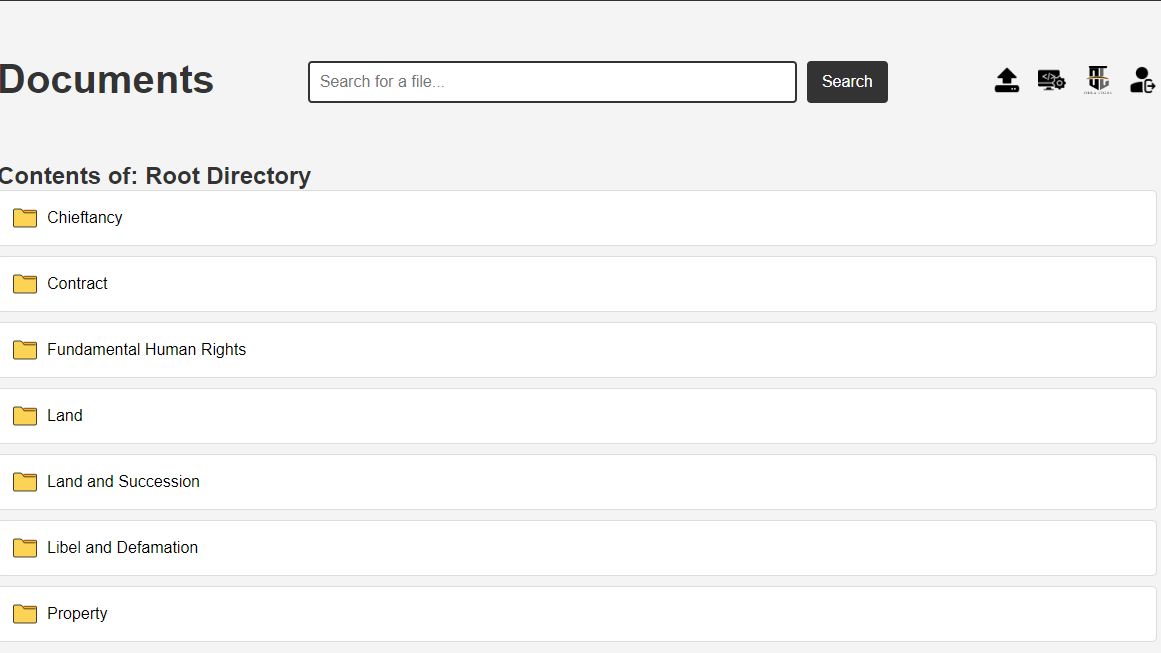 Documents
Search for a file...
Search
Contents of: Root Directory
Chieftancy
Contract
Fundamental Human Rights
Land
Land and Succession
Libel and Defamation
Property